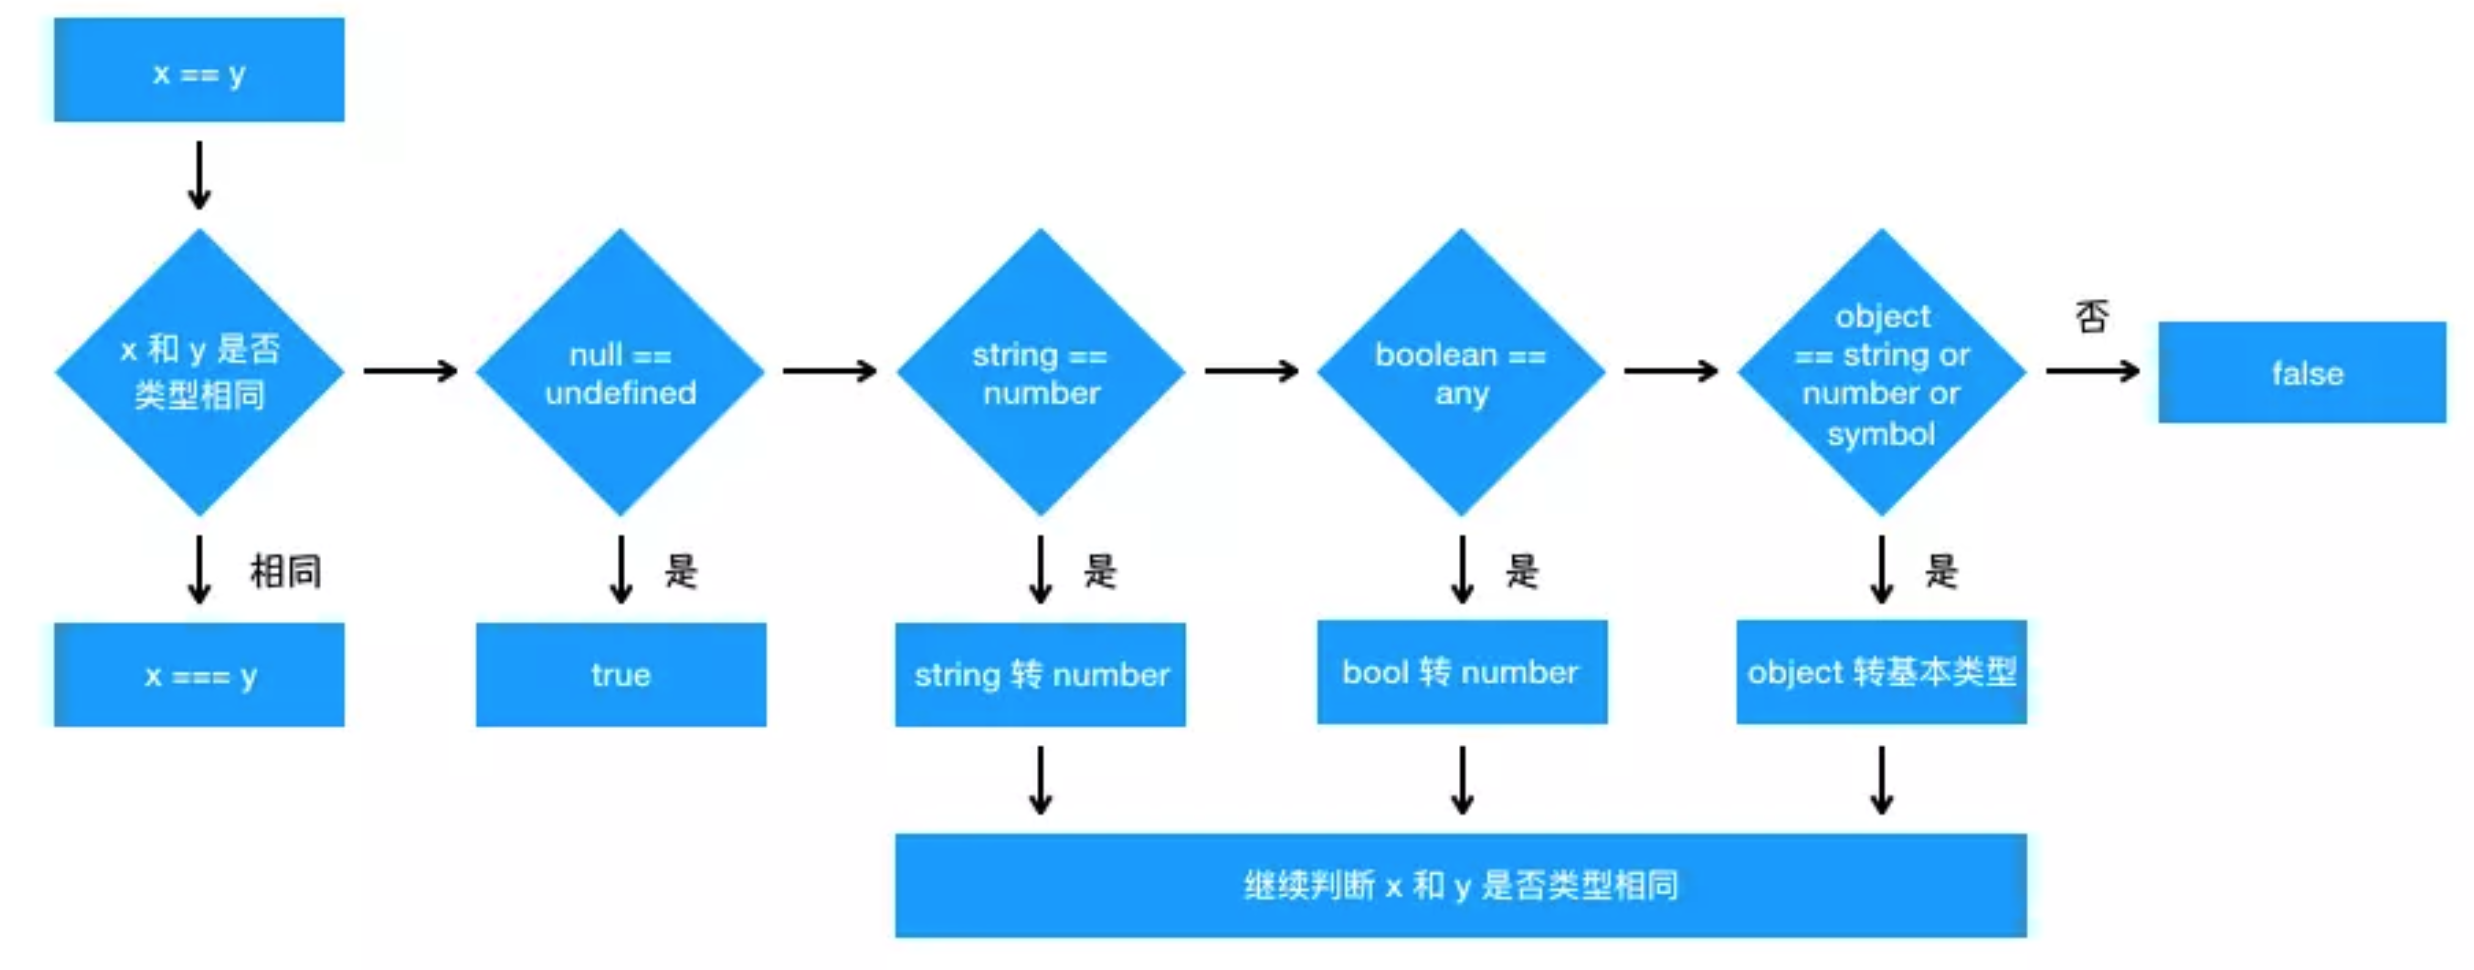 x == y
x 和 y 是否
类型相同
null ==
undefined
string ==
number
boolean ==
any
object
== string or
number or
symbol
否
false
相同
是
是
是
是
x === y
true
string 转 number
bool 转 number
object 转基本类型
继续判断 x 和 y 是否类型相同